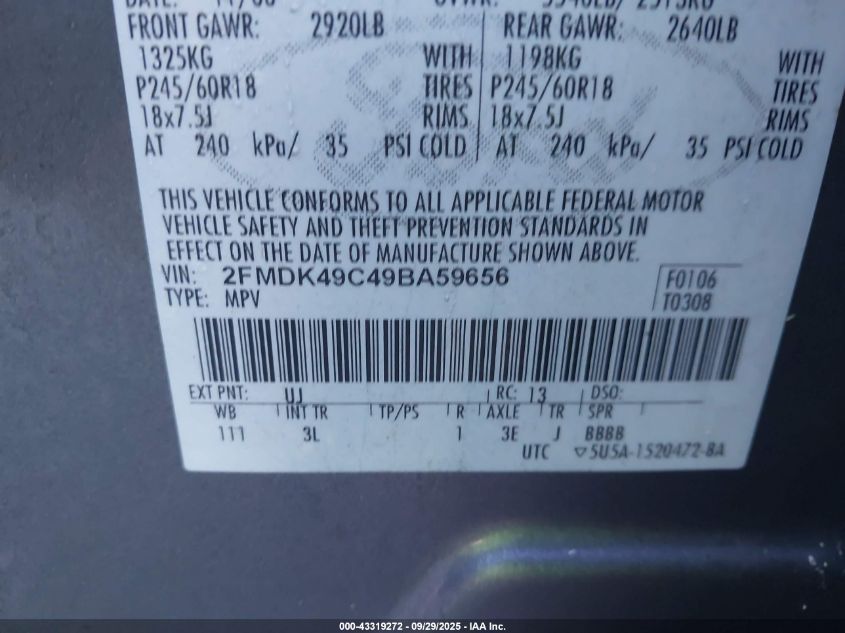 FRONT GAWR: 2920LB REAR GAWR: 2640LB
1325KG WITH 1198KG WITH
P245/60R18 TIRES P245/60R18 TIRES
18x7.5J RIMS 18x7.5J RIMS
AT 240 kPa/ 35 PSI COLD AT 240 kPa/ 35 PSI COLD
THIS VEHICLE CONFORMS TO ALL APPLICABLE FEDERAL MOTOR
VEHICLE SAFETY AND THEFT PREVENTION STANDARDS IN
EFFECT ON THE DATE OF MANUFACTURE SHOWN ABOVE.
VIN: 2FMDK49C49BA59656 F0106
TYPE: MPV T0308
EXT PNT: UJ RC: 13 DSO:
WB INT TR TP/PS R AXLE TR SPR
111 3L 1 3E J BBBB
UTC ▽5U5A-1520472-BA
000-43319272 - 09/29/2025 - IAA Inc.